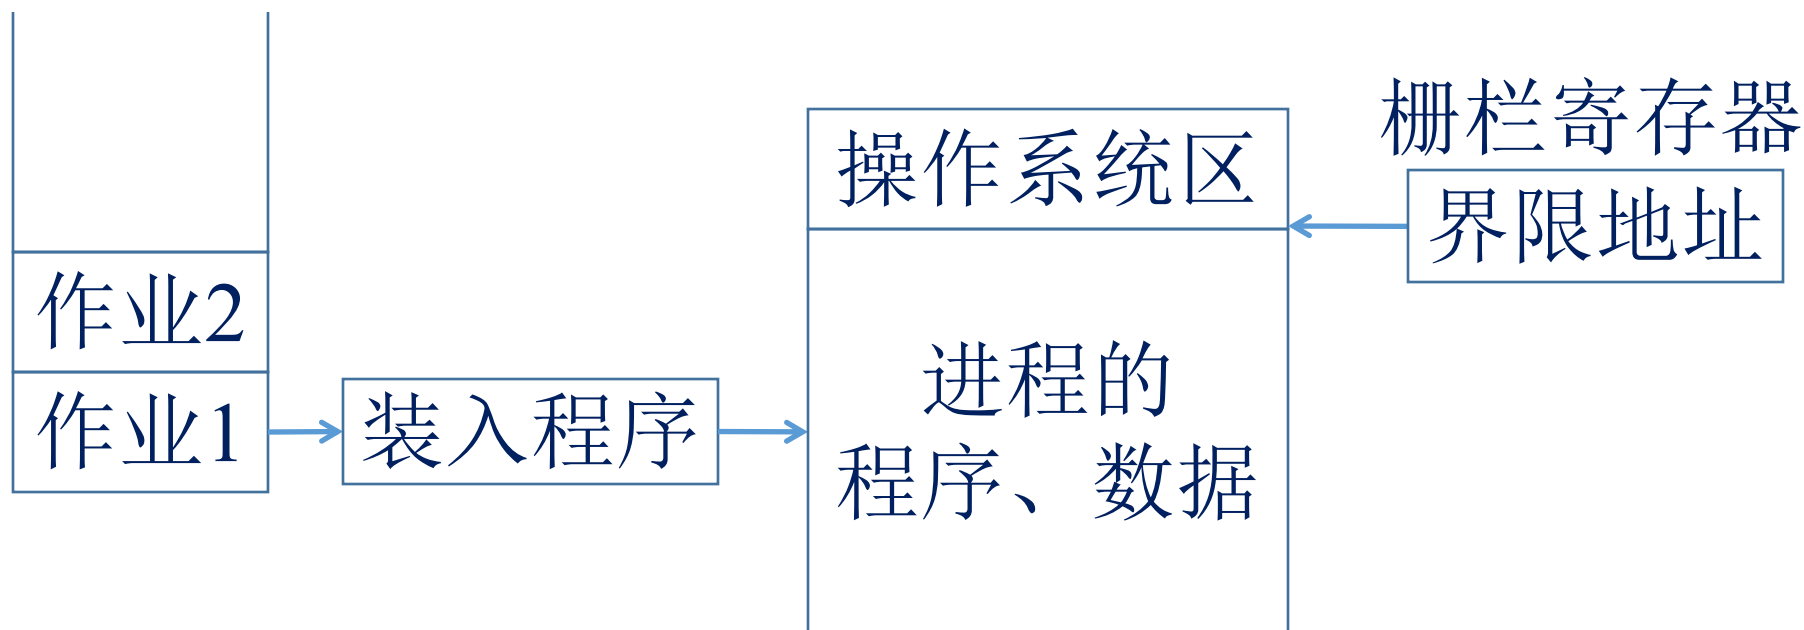 栅栏寄存器
操作系统区
界限地址
作业2
作业1
装入程序
进程的
程序、数据